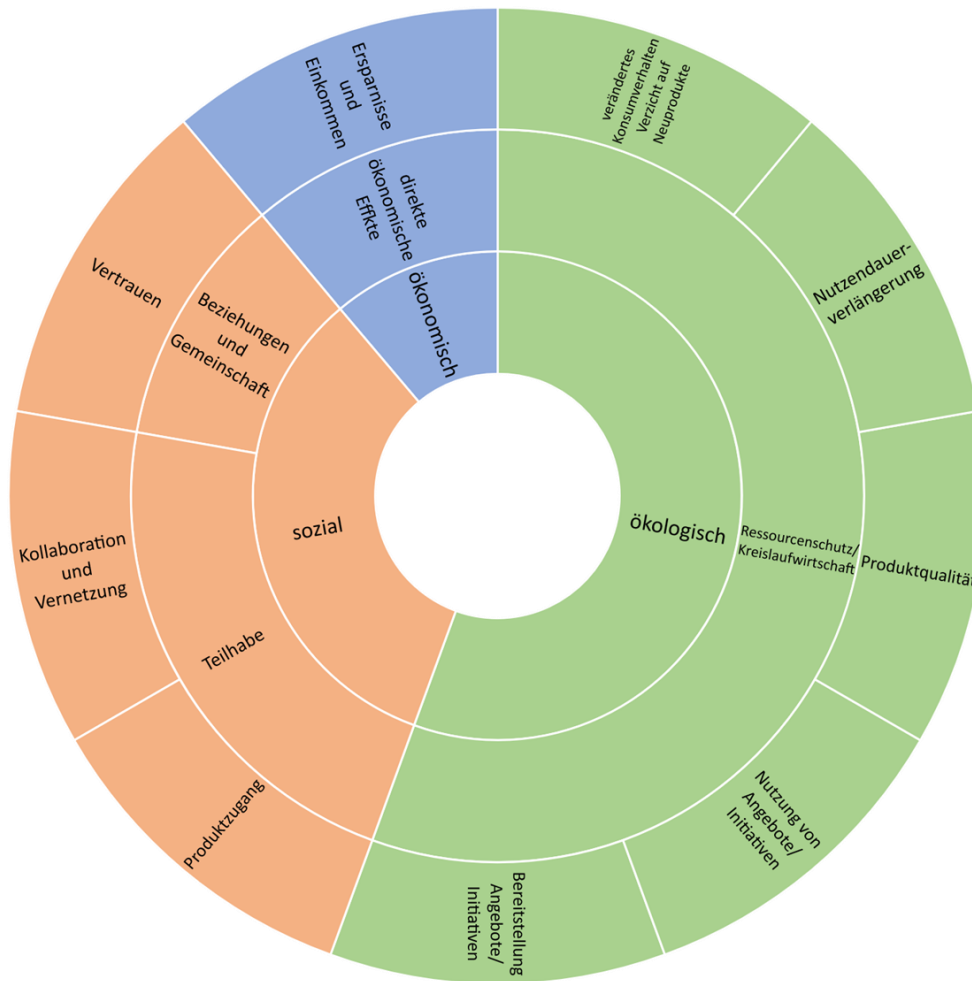 Ersparnisse
und
Einkommen
direkte
ökonomische
Effkte
ökonomisch
verändertes
Konsumverhalten
Verzicht auf
Neuprodukte
Nutzendauer-
verlängerung
Produktqualität
Nutzung von
Angebote/
Initiativen
Bereitstellung
Angebote/
Initiativen
Ressourcenschutz/
Kreislaufwirtschaft
ökologisch
Vertrauen
Beziehungen
und
Gemeinschaft
sozial
Kollaboration
und
Vernetzung
Teilhabe
Produktzugang